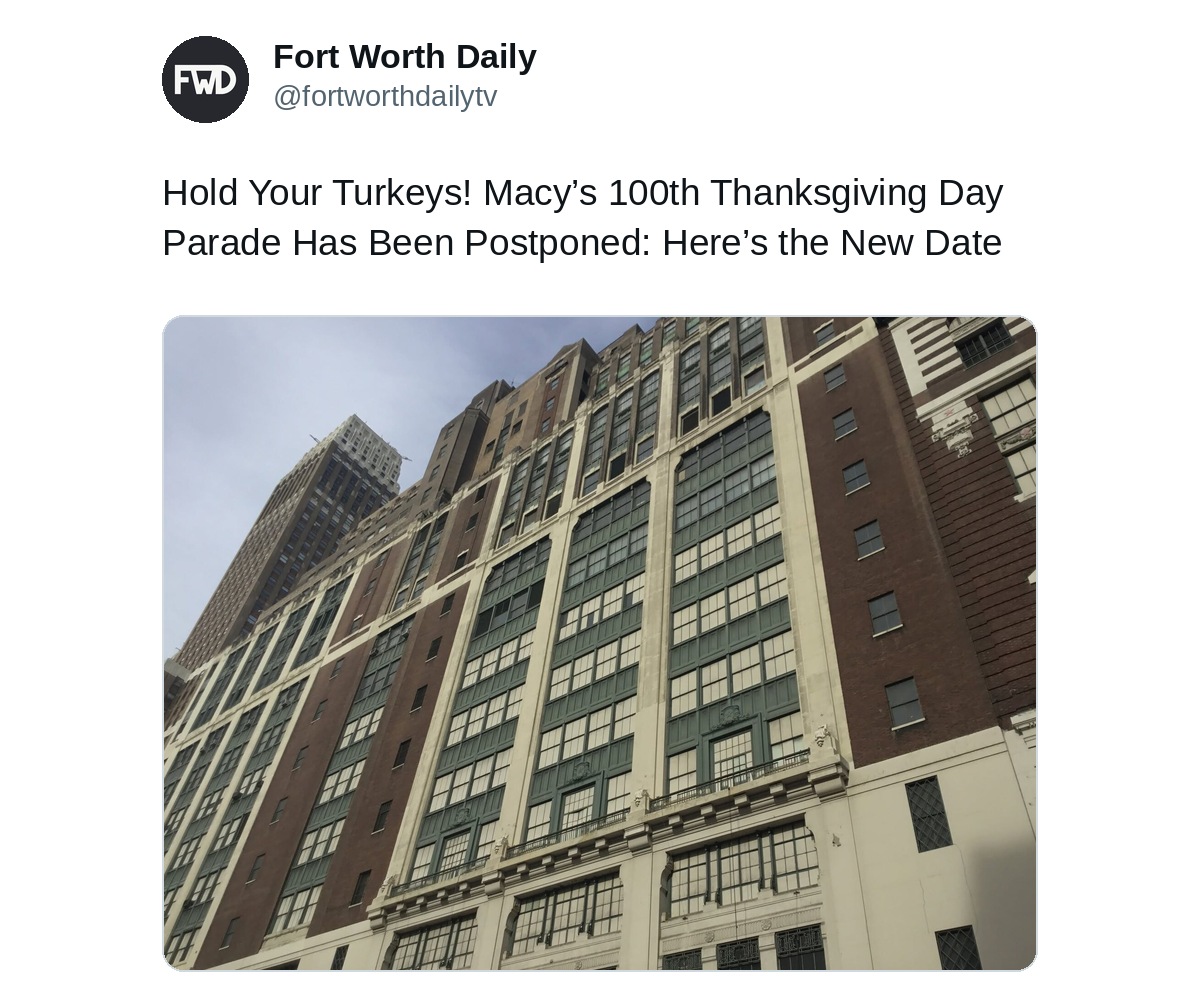 FWD
Fort Worth Daily
@fortworthdailytv
Hold Your Turkeys! Macy’s 100th Thanksgiving Day
Parade Has Been Postponed: Here’s the New Date